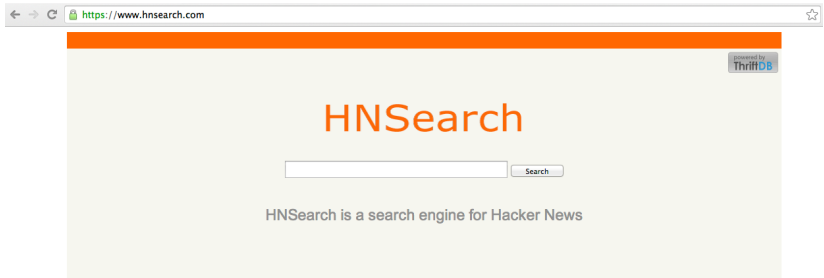 https://www.hnsearch.com
powered by
ThriftDB
HNSearch
Search
HNSearch is a search engine for Hacker News